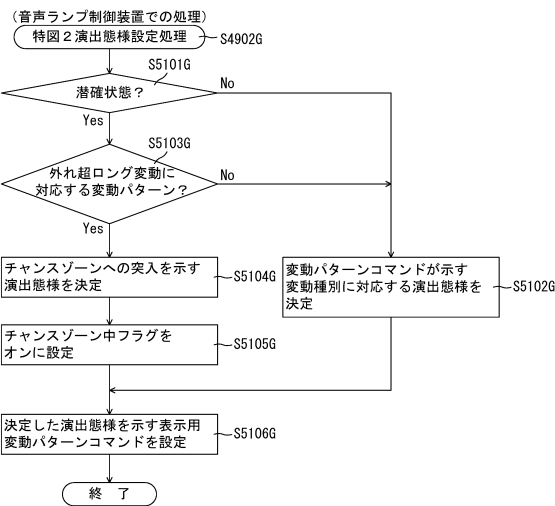 (音声ランプ制御装置での処理)
特図2演出態様設定処理
S4902G
S5101G
潜確状態?
No
Yes
S5103G
外れ超ロング変動に
対応する変動パターン?
No
Yes
チャンスゾーンへの突入を示す
演出態様を決定
S5104G
変動パターンコマンドが示す
変動種別に対応する演出態様を
決定
S5102G
チャンスゾーン中フラグを
オンに設定
S5105G
決定した演出態様を示す表示用
変動パターンコマンドを設定
S5106G
終 了